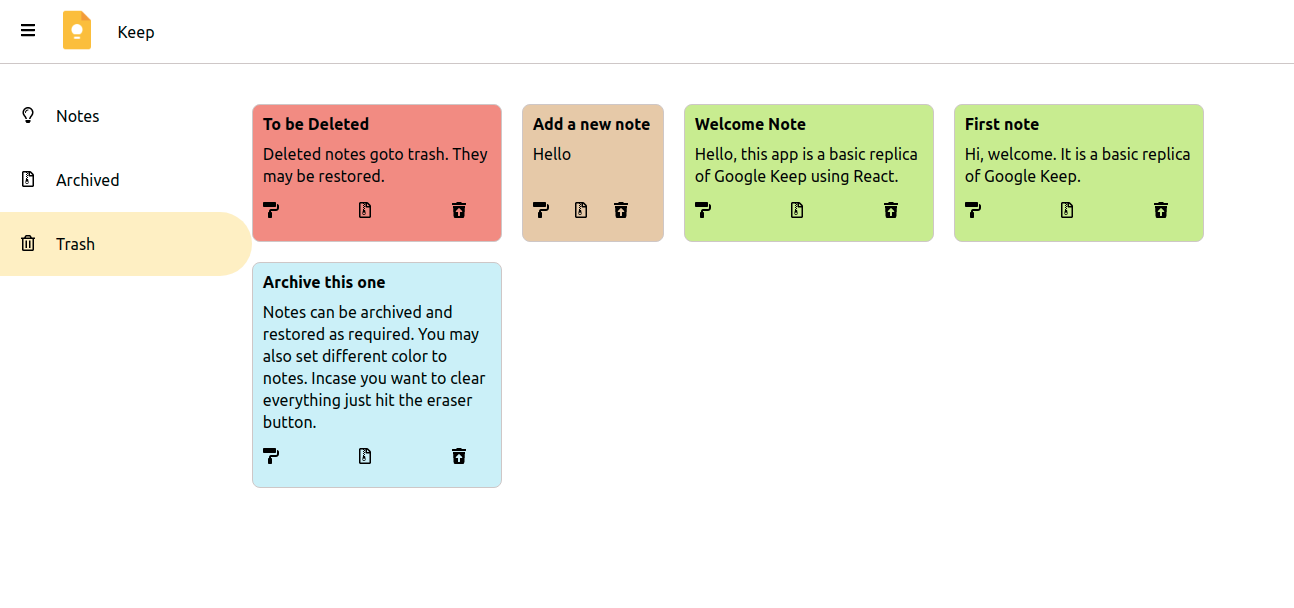 Keep
Notes
Archived
Trash
To be Deleted
Deleted notes goto trash. They
may be restored.
Add a new note
Hello
Welcome Note
Hello, this app is a basic replica
of Google Keep using React.
First note
Hi, welcome. It is a basic replica
of Google Keep.
Archive this one
Notes can be archived and
restored as required. You may
also set different color to
notes. Incase you want to clear
everything just hit the eraser
button.